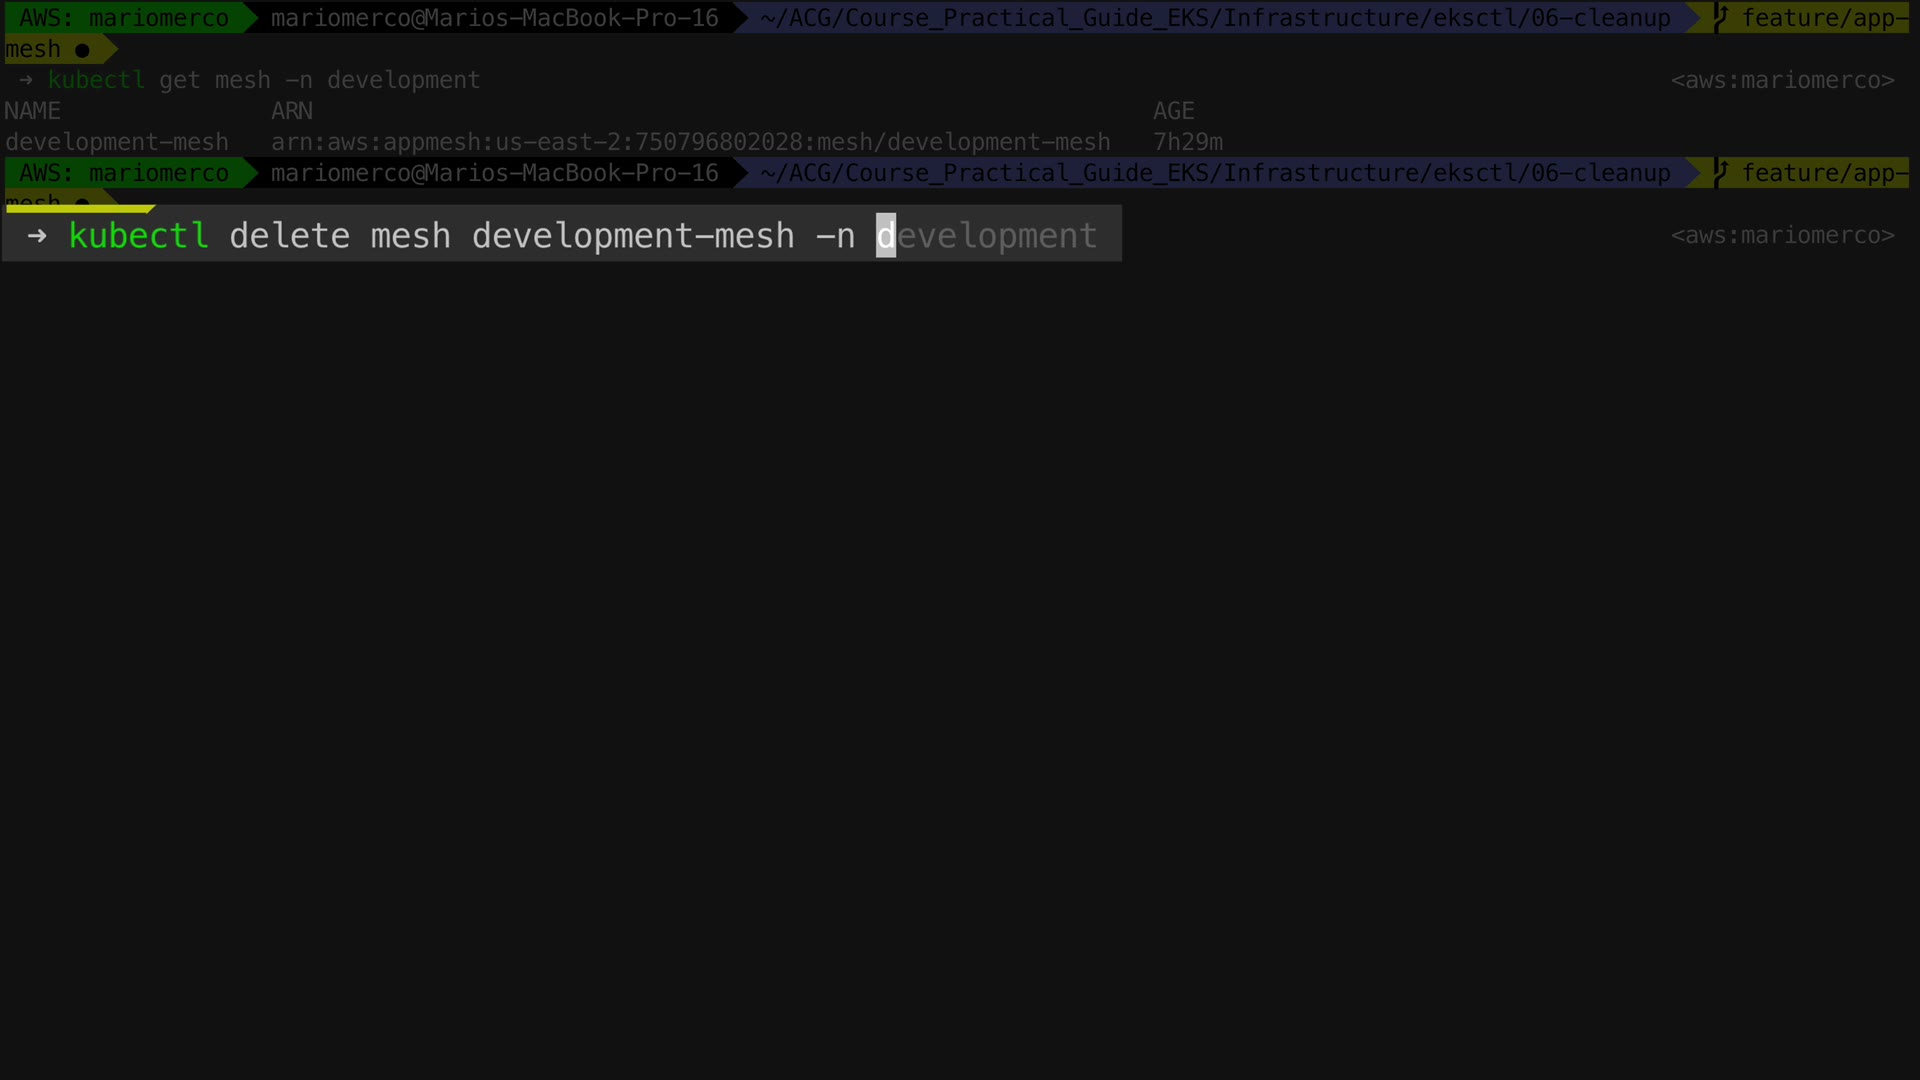 AWS: mariomerco mariomerco@Marios-MacBook-Pro-16 ~/ACG/Course_Practical_Guide_EKS/Infrastructure/eksctl/06-cleanup feature/app-
mesh ●
→ kubectl get mesh -n development <aws:mariomerco>
NAME ARN AGE
development-mesh arn:aws:appmesh:us-east-2:750796802028:mesh/development-mesh 7h29m
AWS: mariomerco mariomerco@Marios-MacBook-Pro-16 ~/ACG/Course_Practical_Guide_EKS/Infrastructure/eksctl/06-cleanup feature/app-
mesh ●
→ kubectl delete mesh development-mesh -n development <aws:mariomerco>